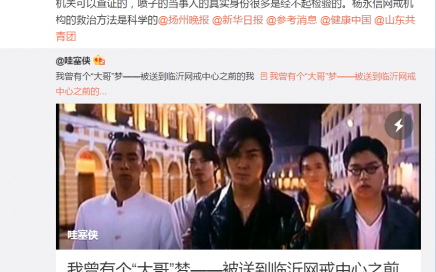 机关可以查证的，喷子的当事人的真实身份很多是经不起检验的。杨永信网戒机
构的救治方法是科学的@扬州晚报 @新华日报 @参考消息 @健康中国 @山东共
青团
@哇塞侠
我曾有个“大哥”梦——被送到临沂网戒中心之前的我 我曾有个“大哥”梦——被送到临沂网戒
中心之前的...
哇塞侠
我曾有个“大哥”梦——被送到临沂网戒中心之前